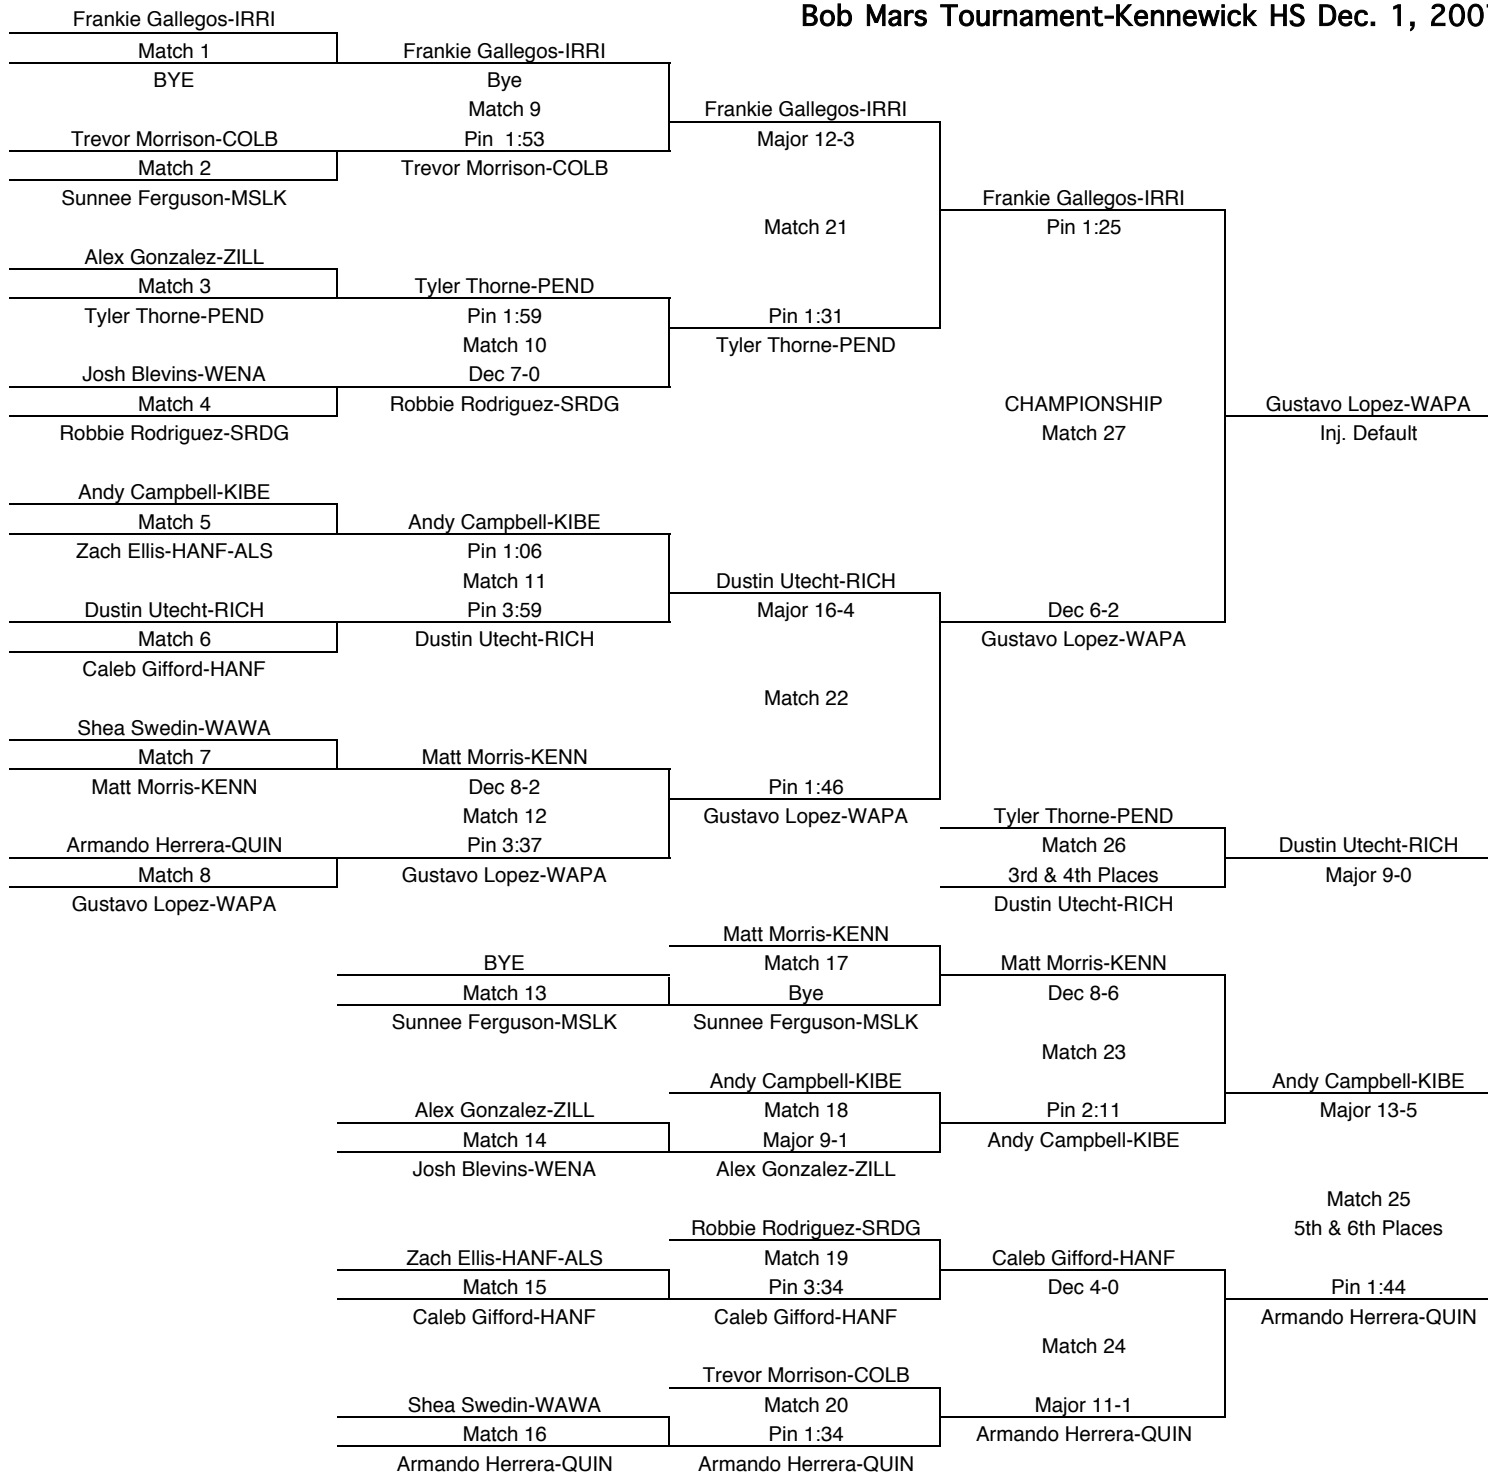 Bob Mars Tournament-Kennewick HS Dec. 1, 2007
Frankie Gallegos-IRRI
Match 1 Frankie Gallegos-IRRI
BYE Bye
Match 9 Frankie Gallegos-IRRI
Trevor Morrison-COLB Pin 1:53 Major 12-3
Match 2 Trevor Morrison-COLB
Sunnee Ferguson-MSLK Frankie Gallegos-IRRI
Match 21 Pin 1:25
Alex Gonzalez-ZILL
Match 3 Tyler Thorne-PEND
Tyler Thorne-PEND Pin 1:59 Pin 1:31
Match 10 Tyler Thorne-PEND
Josh Blevins-WENA Dec 7-0
Match 4 Robbie Rodriguez-SRDG CHAMPIONSHIP Gustavo Lopez-WAPA
Robbie Rodriguez-SRDG Match 27 Inj. Default
Andy Campbell-KIBE
Match 5 Andy Campbell-KIBE
Zach Ellis-HANF-ALS Pin 1:06
Match 11 Dustin Utecht-RICH
Dustin Utecht-RICH Pin 3:59 Major 16-4 Dec 6-2
Match 6 Dustin Utecht-RICH Gustavo Lopez-WAPA
Caleb Gifford-HANF
Match 22
Shea Swedin-WAWA
Match 7 Matt Morris-KENN
Matt Morris-KENN Dec 8-2 Pin 1:46
Match 12 Gustavo Lopez-WAPA Tyler Thorne-PEND
Armando Herrera-QUIN Pin 3:37 Match 26 Dustin Utecht-RICH
Match 8 Gustavo Lopez-WAPA 3rd & 4th Places Major 9-0
Gustavo Lopez-WAPA Dustin Utecht-RICH
Matt Morris-KENN
BYE Match 17 Matt Morris-KENN
Match 13 Bye Dec 8-6
Sunnee Ferguson-MSLK Sunnee Ferguson-MSLK
Match 23
Andy Campbell-KIBE Andy Campbell-KIBE
Alex Gonzalez-ZILL Match 18 Pin 2:11 Major 13-5
Match 14 Major 9-1 Andy Campbell-KIBE
Josh Blevins-WENA Alex Gonzalez-ZILL
Match 25
Robbie Rodriguez-SRDG 5th & 6th Places
Zach Ellis-HANF-ALS Match 19 Caleb Gifford-HANF
Match 15 Pin 3:34 Dec 4-0 Pin 1:44
Caleb Gifford-HANF Caleb Gifford-HANF Armando Herrera-QUIN
Match 24
Trevor Morrison-COLB
Shea Swedin-WAWA Match 20 Major 11-1
Match 16 Pin 1:34 Armando Herrera-QUIN
Armando Herrera-QUIN Armando Herrera-QUIN